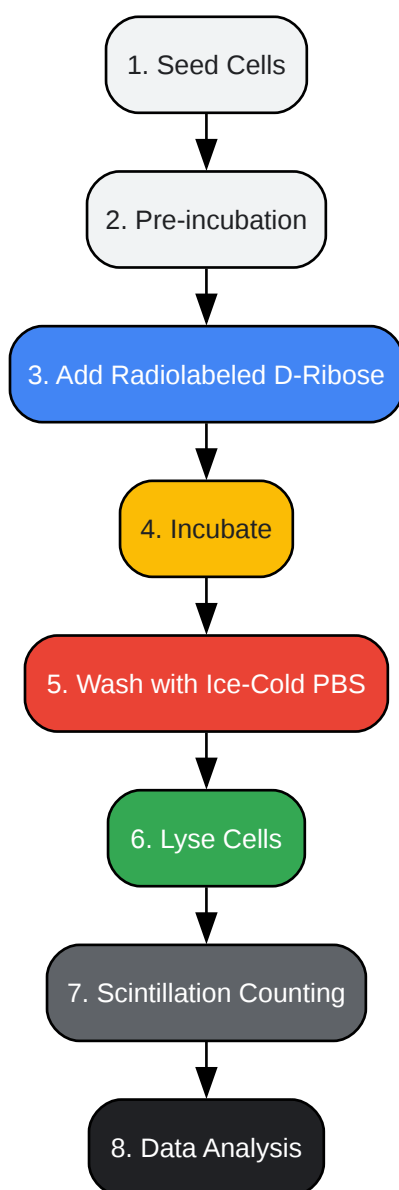 1. Seed Cells
2. Pre-incubation
3. Add Radiolabeled D-Ribose
4. Incubate
5. Wash with Ice-Cold PBS
6. Lyse Cells
7. Scintillation Counting
8. Data Analysis